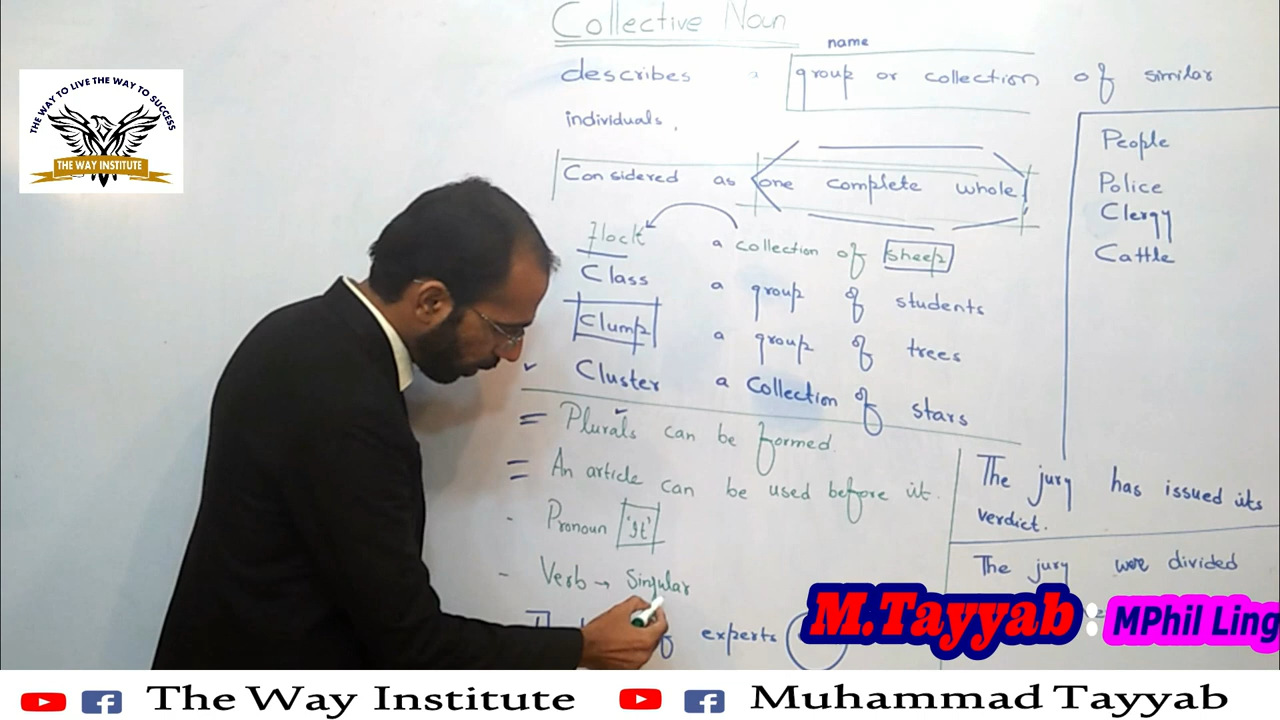 Collective Noun
name
describes a group or collection of similar
individuals.
Considered as one complete whole.
Flock a collection of sheep
Class a group of students
Clump a group of trees
Cluster a collection of stars
= Plurals can be formed.
= An article can be used before it.
- Pronoun 'It'
- Verb → Singular
of experts
People
Police
Clergy
Cattle
The jury has issued its
verdict.
The jury were divided
THE WAY TO LIVE THE WAY TO SUCCESS
THE WAY INSTITUTE
M.Tayyab : MPhil Ling
The Way Institute
Muhammad Tayyab